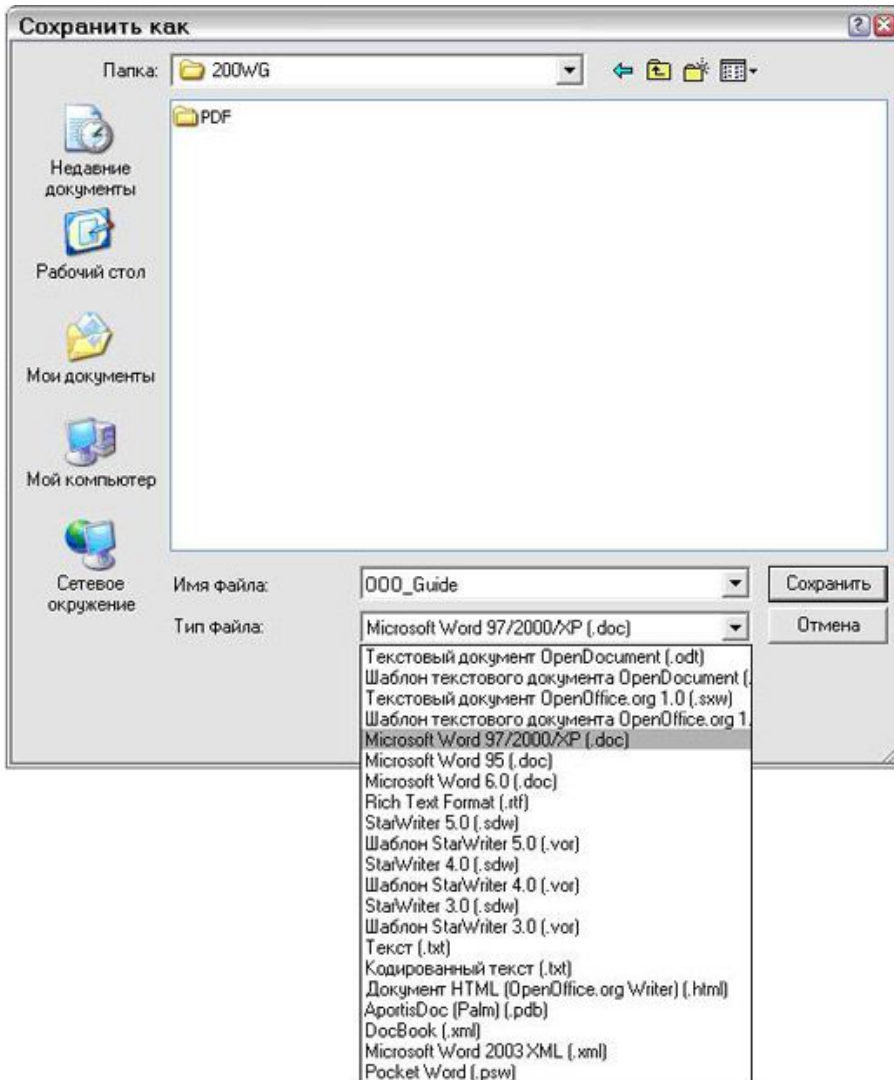 Сохранить как
Папка: 200WG
PDF
Недавние
документы
Рабочий стол
Мои документы
Мой компьютер
Сетевое
окружение
Имя файла: OOO_Guide Сохранить
Тип файла: Microsoft Word 97/2000/XP (.doc) Отмена
Текстовый документ OpenDocument (.odt)
Шаблон текстового документа OpenDocument (.
Текстовый документ OpenOffice.org 1.0 (.sxw)
Шаблон текстового документа OpenOffice.org 1.
Microsoft Word 97/2000/XP (.doc)
Microsoft Word 95 (.doc)
Microsoft Word 6.0 (.doc)
Rich Text Format (.rtf)
StarWriter 5.0 (.sdw)
Шаблон StarWriter 5.0 (.vor)
StarWriter 4.0 (.sdw)
Шаблон StarWriter 4.0 (.vor)
StarWriter 3.0 (.sdw)
Шаблон StarWriter 3.0 (.vor)
Текст (.txt)
Кодированный текст (.txt)
Документ HTML (OpenOffice.org Writer) (.html)
AportisDoc (Palm) (.pdb)
DocBook (.xml)
Microsoft Word 2003 XML (.xml)
Pocket Word (.psw)